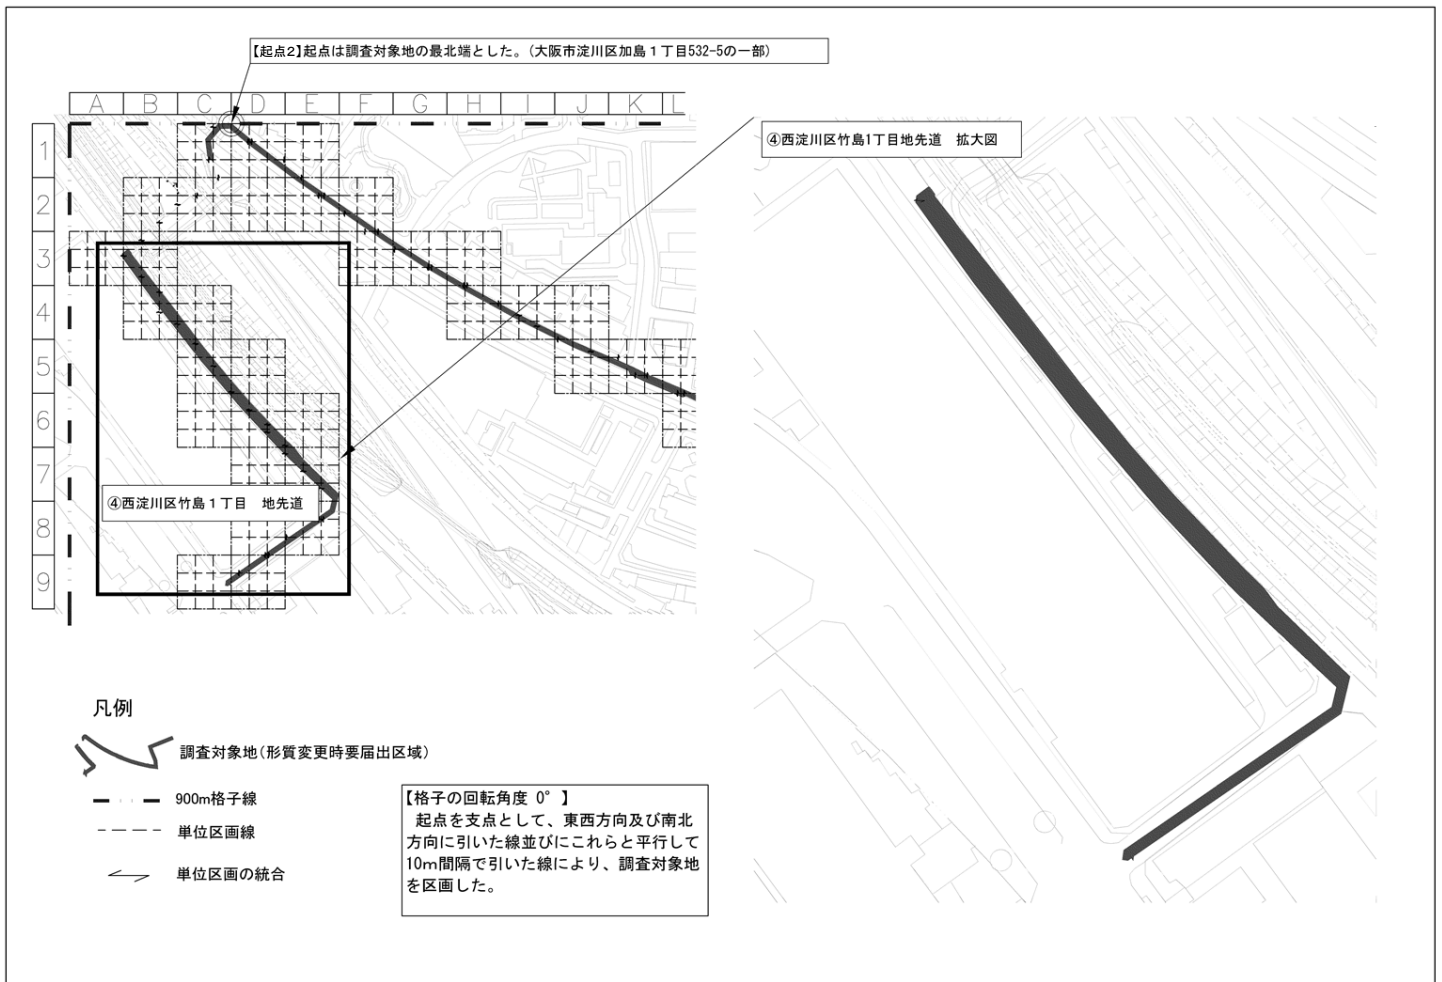 【起点2】起点は調査対象地の最北端とした。(大阪市淀川区加島１丁目532-5の一部)
A B C D E F G H I J K L
1
2
3
4
5
6
7
8
9
④西淀川区竹島1丁目地先道　拡大図
④西淀川区竹島１丁目　地先道
凡例
調査対象地(形質変更時要届出区域)
900m格子線
単位区画線
単位区画の統合
【格子の回転角度 0°】
起点を支点として、東西方向及び南北
方向に引いた線並びにこれらと平行して
10m間隔で引いた線により、調査対象地
を区画した。